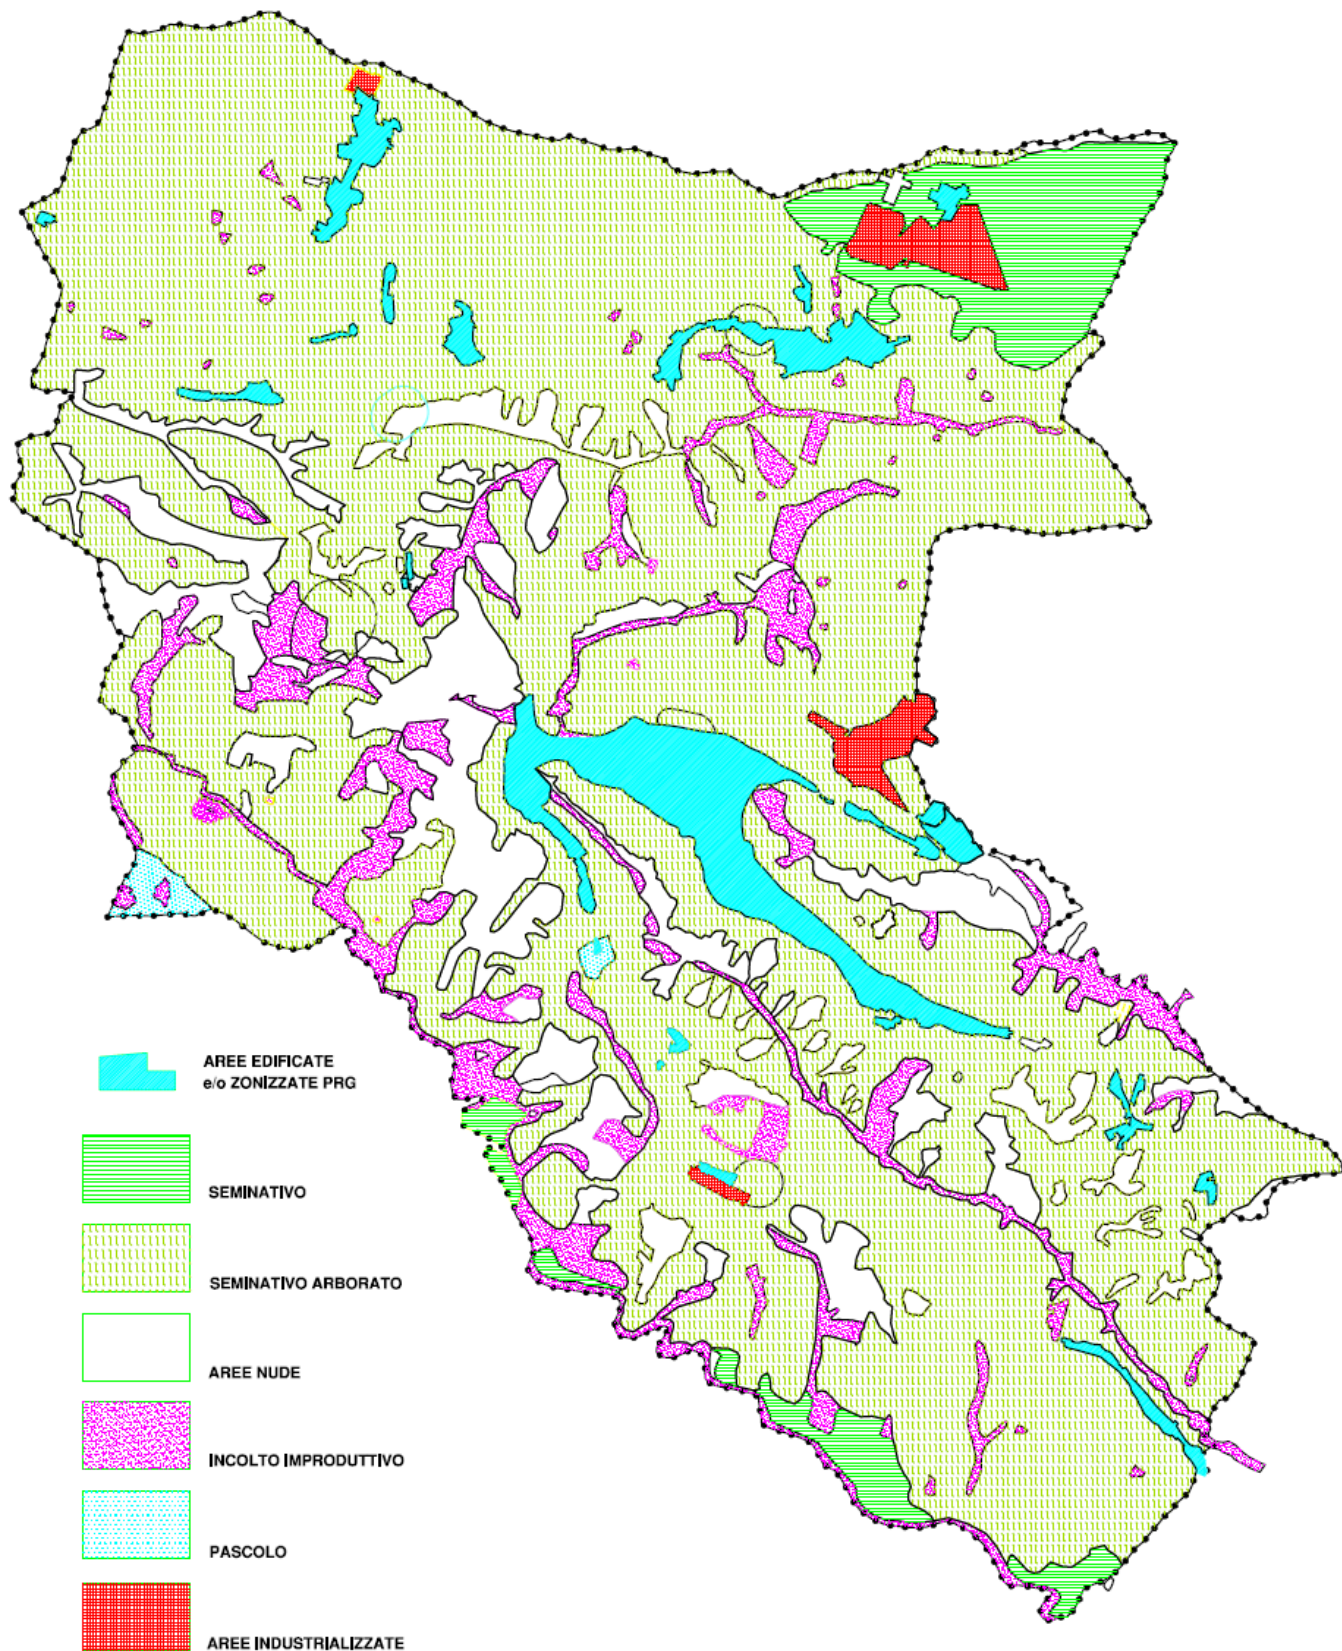 AREE EDIFICATE
e/o ZONIZZATE PRG
SEMINATIVO
SEMINATIVO ARBORATO
AREE NUDE
INCOLTO IMPRODUTTIVO
PASCOLO
AREE INDUSTRIALIZZATE